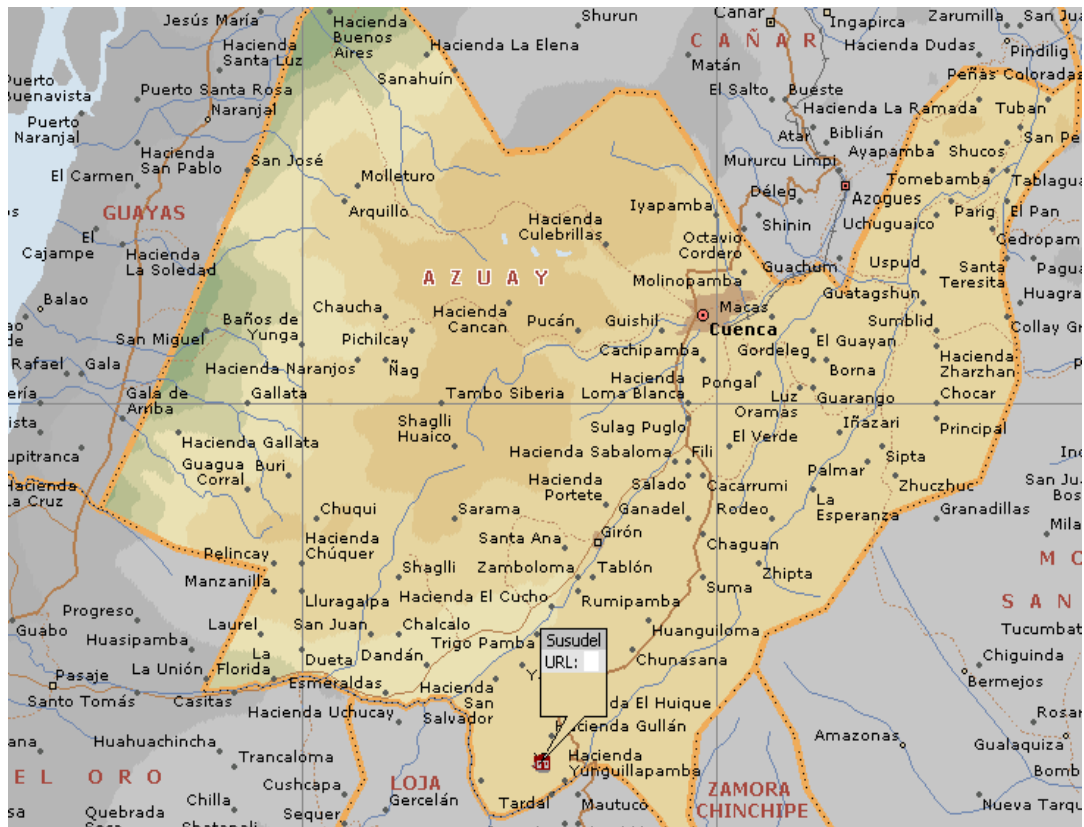 Jesús María
Hacienda
Buenos
Aires
Shurun
Cañar
Ingapirca
Zarumilla
San Ju
Hacienda
Santa Luz
Hacienda La Elena
CAÑAR
Hacienda Dudas
Pindilig
Sanahuín
Matán
Peñas Coloradas
Puerto
Buenavista
Puerto Santa Rosa
El Salto
Bueste
Naranjal
Hacienda La Ramada
Tuban
Puerto
Naranjal
Atar
Biblián
San Pe
Hacienda
San Pablo
San José
Ayapamba
Shucos
El Carmen
Molleturo
Mururcu Limpi
Tomebamba
Tablagua
GUAYAS
Arquillo
Iyapamba
Déleg
Azogues
Parig
El Pan
Hacienda
Culebrillas
Shinin
Uchuguaico
El
Cajempe
Hacienda
La Soledad
Octavio
Cordero
Cedropam
AZUAY
Guachum
Uspud
Santa
Teresita
Pagua
Molinopamba
Guatagshun
Huagra
Balao
Chaucha
Hacienda
Cancan
Macas
Baños de
Yunga
Pucán
Guishil
Cuenca
Sumblid
Collay Gr
San Miguel
Pichilcay
Cachipamba
Gordeleg
El Guayan
Rafael
Gala
Hacienda Naranjos
Ñag
Hacienda
Loma Blanca
Pongal
Borna
Hacienda
Zharzhan
Gala de
Arriba
Gallata
Tambo Siberia
Luz
Guarango
Chocar
Shaglli
Huaico
Oramas
Sulag Puglo
El Verde
Iñazari
Principal
Hacienda Gallata
Hacienda Sabaloma
Fili
Sipta
upitranca
Guagua
Corral
Buri
Palmar
Hacienda
La Cruz
Hacienda
Portete
Salado
Cacarrumi
Zhuczhuc
San Ju
Bos
Chuqui
Sarama
Ganadel
Rodeo
La
Esperanza
Granadillas
Mila
Hacienda
Chúquer
Santa Ana
Girón
Relincay
Chaguan
MO
Manzanilla
Shaglli
Zamboloma
Tablón
Zhipta
Lluragalpa
Hacienda El Cucho
Rumipamba
Suma
SAN
Progreso
Guabo
Huasipamba
Laurel
San Juan
Chalcalo
Huanguiloma
Tucumbat
Trigo Pamba
Susudel
URL:
La Unión
La
Florida
Dueta
Dandán
Chunasana
Chiguinda
Pasaje
Bermejos
Santo Tomás
Casitas
Esmeraldas
Hacienda
San
Salvador
da El Huique
Rosar
Hacienda Uchucay
Hacienda Gullán
Amazonas
Gualaquiza
Huahuachincha
Trancaloma
Hacienda
Yunguillapamba
Bomb
EL ORO
LOJA
ZAMORA
CHINCHIPE
Cushcapa
Chilla
Gercelán
Tardal
Mautuco
Nueva Tarqu
Quebrada
Sequer